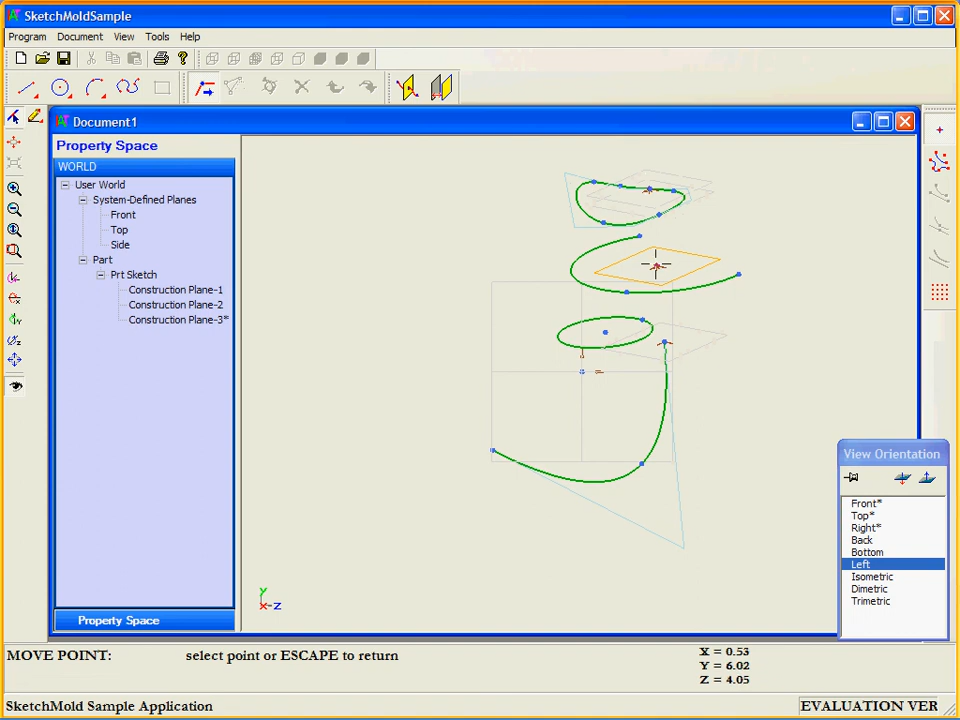 SketchMoldSample
Program Document View Tools Help
Document1
Property Space
WORLD
User World
System-Defined Planes
Front
Top
Side
Part
Prt Sketch
Construction Plane-1
Construction Plane-2
Construction Plane-3*
Property Space
Y
X Z
View Orientation
Front*
Top*
Right*
Back
Bottom
Left
Isometric
Dimetric
Trimetric
MOVE POINT: select point or ESCAPE to return
X = 0.53
Y = 6.02
Z = 4.05
SketchMold Sample Application EVALUATION VER